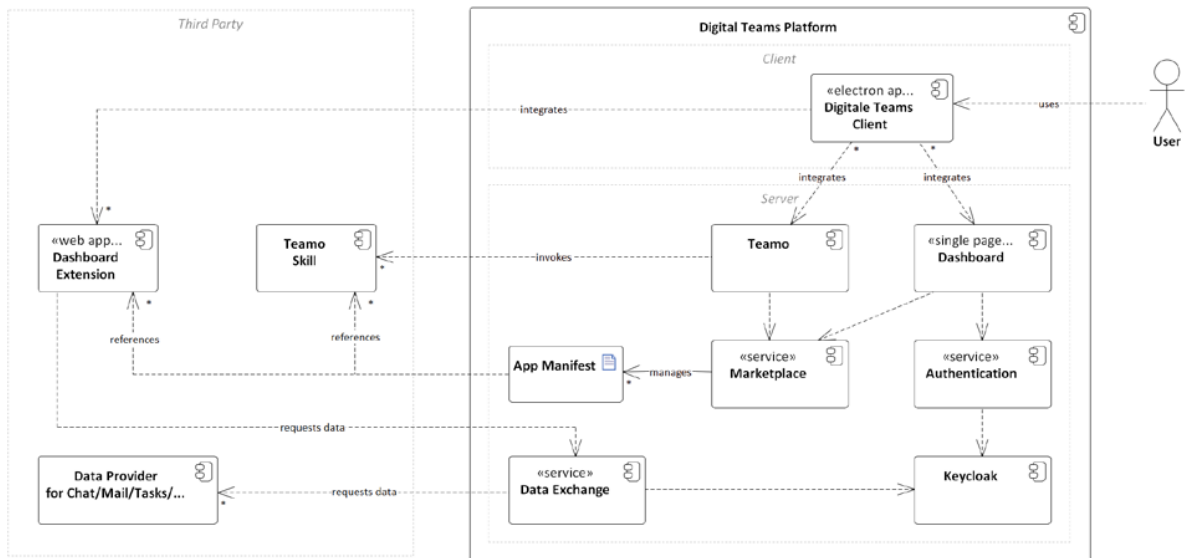 Third Party
Digital Teams Platform
Client
«electron ap...
Digitale Teams
Client
uses
User
integrates
*
*
integrates
integrates
*
Server
«web app...
Dashboard
Extension
Teamo
Skill
invokes
*
Teamo
«single page...
Dashboard
*
*
references
references
App Manifest
*
manages
«service»
Marketplace
«service»
Authentication
requests data
Data Provider
for Chat/Mail/Tasks/...
*
requests data
«service»
Data Exchange
Keycloak